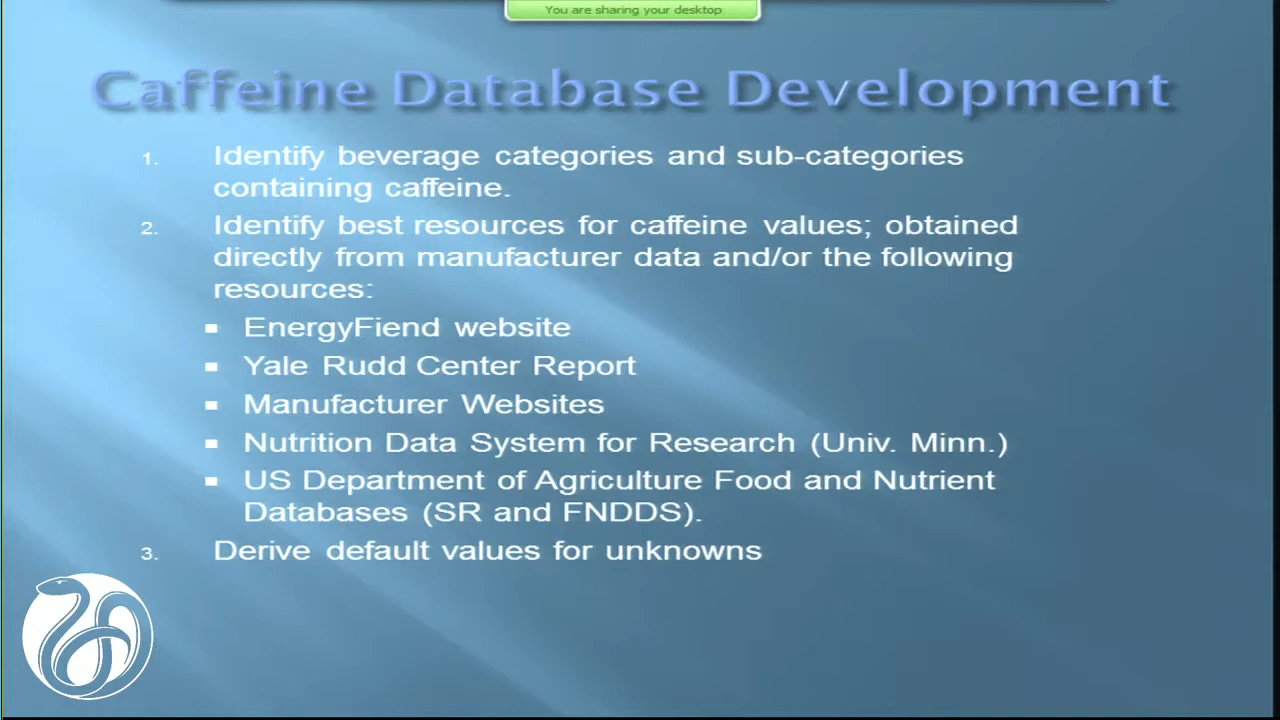 You are sharing your desktop
Caffeine Database Development
1. Identify beverage categories and sub-categories
containing caffeine.
2. Identify best resources for caffeine values; obtained
directly from manufacturer data and/or the following
resources:
▪ EnergyFiend website
▪ Yale Rudd Center Report
▪ Manufacturer Websites
▪ Nutrition Data System for Research (Univ. Minn.)
▪ US Department of Agriculture Food and Nutrient
Databases (SR and FNDDS).
3. Derive default values for unknowns